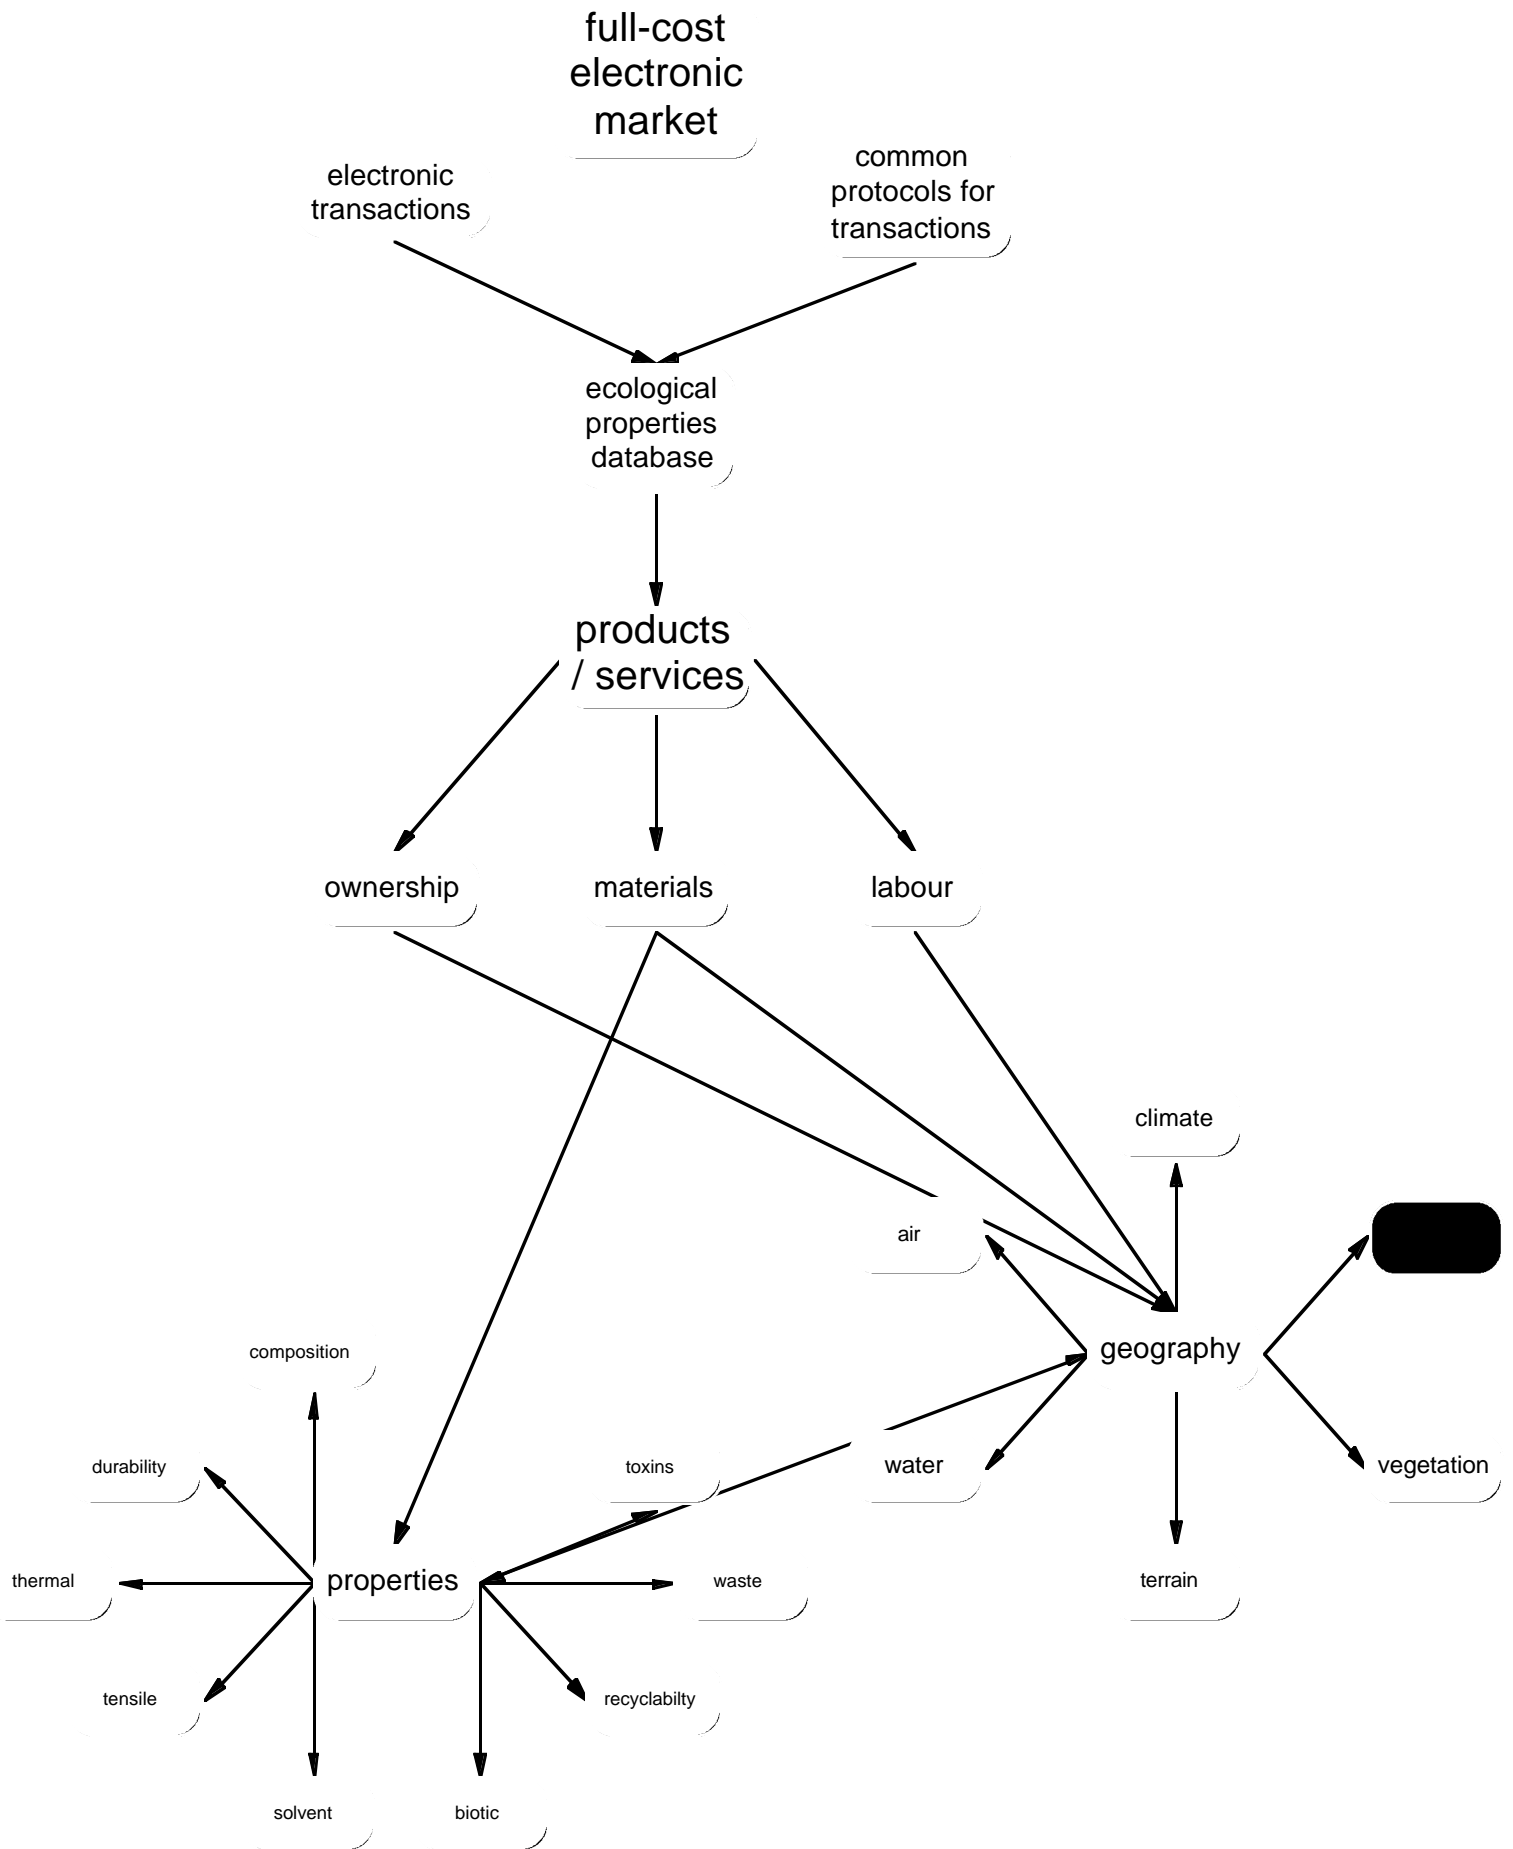 full-cost
electronic
market
electronic
transactions
common
protocols for
transactions
ecological
properties
database
products
/ services
ownership
materials
labour
climate
air
geography
composition
durability
toxins
water
vegetation
thermal
properties
waste
terrain
tensile
recyclabilty
solvent
biotic